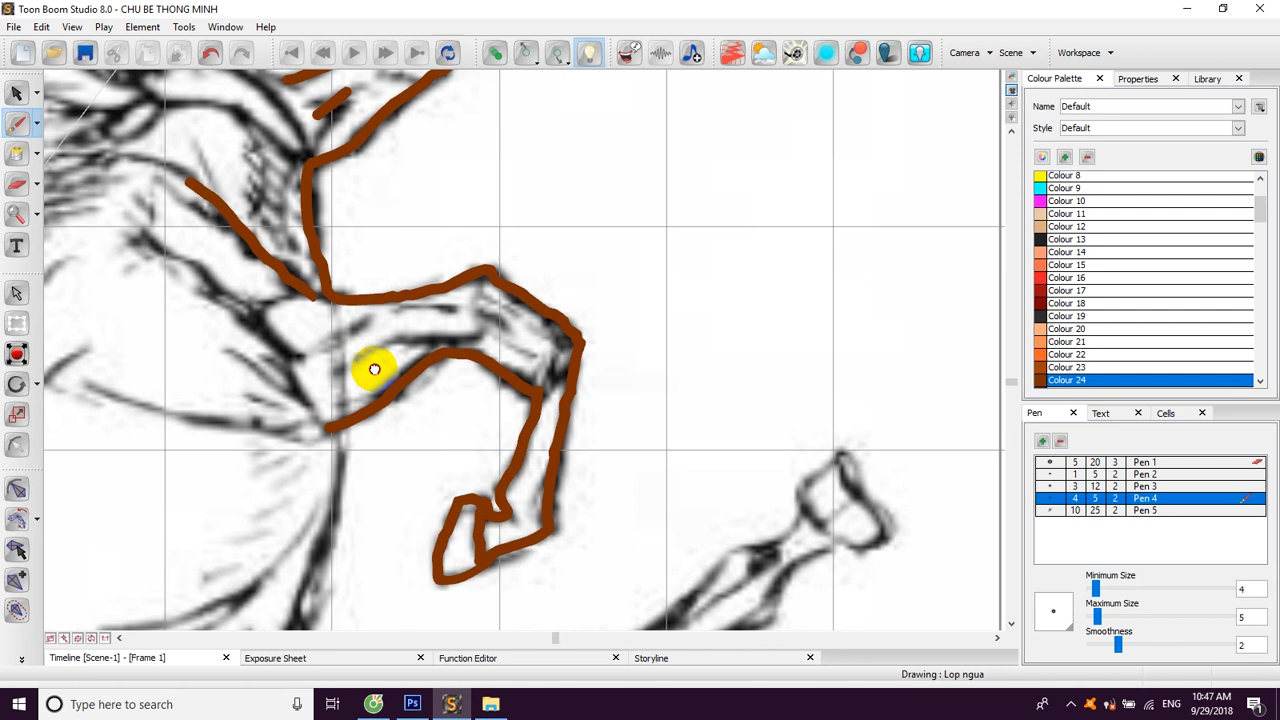 Toon Boom Studio 8.0 - CHU BE THONG MINH
File Edit View Play Element Tools Window Help
Camera Scene Workspace
Colour Palette Properties Library
Name Default
Style Default
Colour 8
Colour 9
Colour 10
Colour 11
Colour 12
Colour 13
Colour 14
Colour 15
Colour 16
Colour 17
Colour 18
Colour 19
Colour 20
Colour 21
Colour 22
Colour 23
Colour 24
Pen Text Cells
5 20 3 Pen 1
1 5 2 Pen 2
3 12 2 Pen 3
4 5 2 Pen 4
10 25 2 Pen 5
Minimum Size
4
Maximum Size
5
Smoothness
2
Timeline [Scene-1] - [Frame 1] Exposure Sheet Function Editor Storyline
Drawing : Lop ngua
Type here to search
10:47 AM
9/29/2018